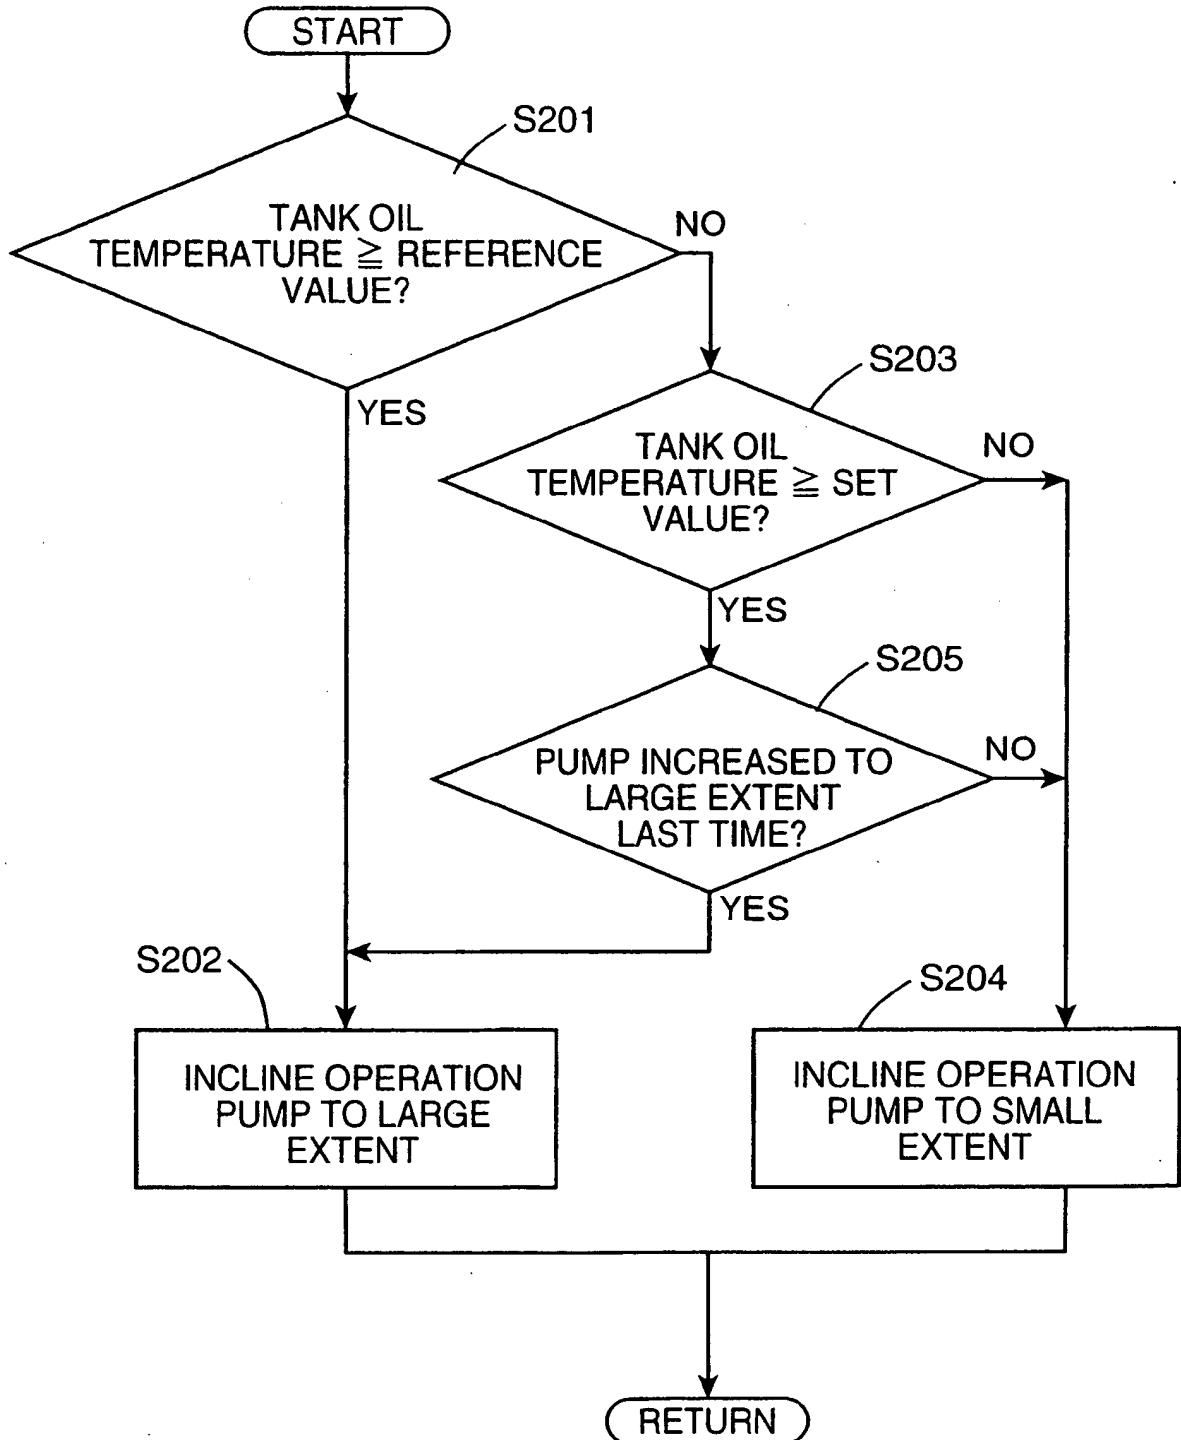 START
S201
TANK OIL
TEMPERATURE ≧ REFERENCE
VALUE?
NO
YES
S203
TANK OIL
TEMPERATURE ≧ SET
VALUE?
NO
YES
S205
PUMP INCREASED TO
LARGE EXTENT
LAST TIME?
NO
YES
S202
INCLINE OPERATION
PUMP TO LARGE
EXTENT
S204
INCLINE OPERATION
PUMP TO SMALL
EXTENT
RETURN